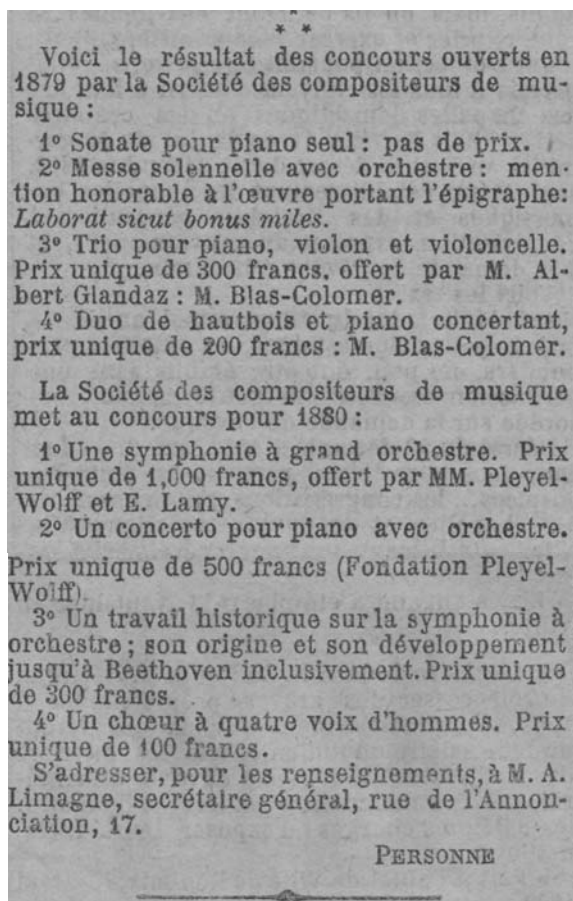 * *
Voici le résultat des concours ouverts en
1879 par la Société des compositeurs de mu-
sique :
1° Sonate pour piano seul : pas de prix.
2° Messe solennelle avec orchestre : men-
tion honorable à l'œuvre portant l'épigraphe:
Laborat sicut bonus miles.
3° Trio pour piano, violon et violoncelle.
Prix unique de 300 francs. offert par M. Al-
bert Glandaz : M. Blas-Colomer.
4° Duo de hautbois et piano concertant,
prix unique de 200 francs : M. Blas-Colomer.
La Société des compositeurs de musique
met au concours pour 1880 :
1° Une symphonie à grand orchestre. Prix
unique de 1,000 francs, offert par MM. Pleyel-
Wolff et E. Lamy.
2° Un concerto pour piano avec orchestre.
Prix unique de 500 francs (Fondation Pleyel-
Wolff).
3° Un travail historique sur la symphonie à
orchestre ; son origine et son développement
jusqu'à Beethoven inclusivement. Prix unique
de 300 francs.
4° Un chœur à quatre voix d'hommes. Prix
unique de 100 francs.
S'adresser, pour les renseignements, à M. A.
Limagne, secrétaire général, rue de l'Annon-
ciation, 17.
PERSONNE